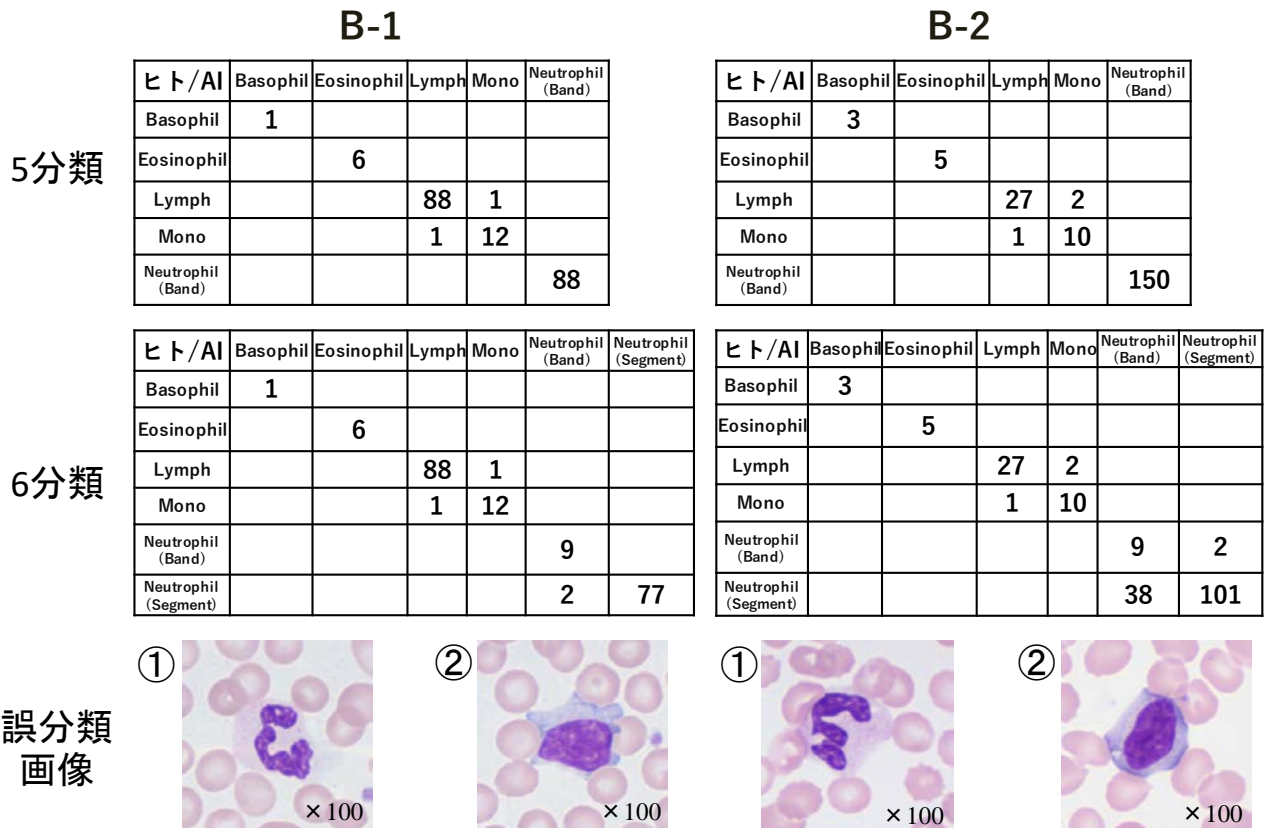 B-1
B-2
5分類
ヒト/AI Basophil Eosinophil Lymph Mono Neutrophil (Band)
Basophil 1
Eosinophil 6
Lymph 88 1
Mono 1 12
Neutrophil (Band) 88
ヒト/AI Basophil Eosinophil Lymph Mono Neutrophil (Band)
Basophil 3
Eosinophil 5
Lymph 27 2
Mono 1 10
Neutrophil (Band) 150
6分類
ヒト/AI Basophil Eosinophil Lymph Mono Neutrophil (Band) Neutrophil (Segment)
Basophil 1
Eosinophil 6
Lymph 88 1
Mono 1 12
Neutrophil (Band) 9
Neutrophil (Segment) 2 77
ヒト/AI Basophil Eosinophil Lymph Mono Neutrophil (Band) Neutrophil (Segment)
Basophil 3
Eosinophil 5
Lymph 27 2
Mono 1 10
Neutrophil (Band) 9 2
Neutrophil (Segment) 38 101
誤分類
画像
① ×100
② ×100
① ×100
② ×100